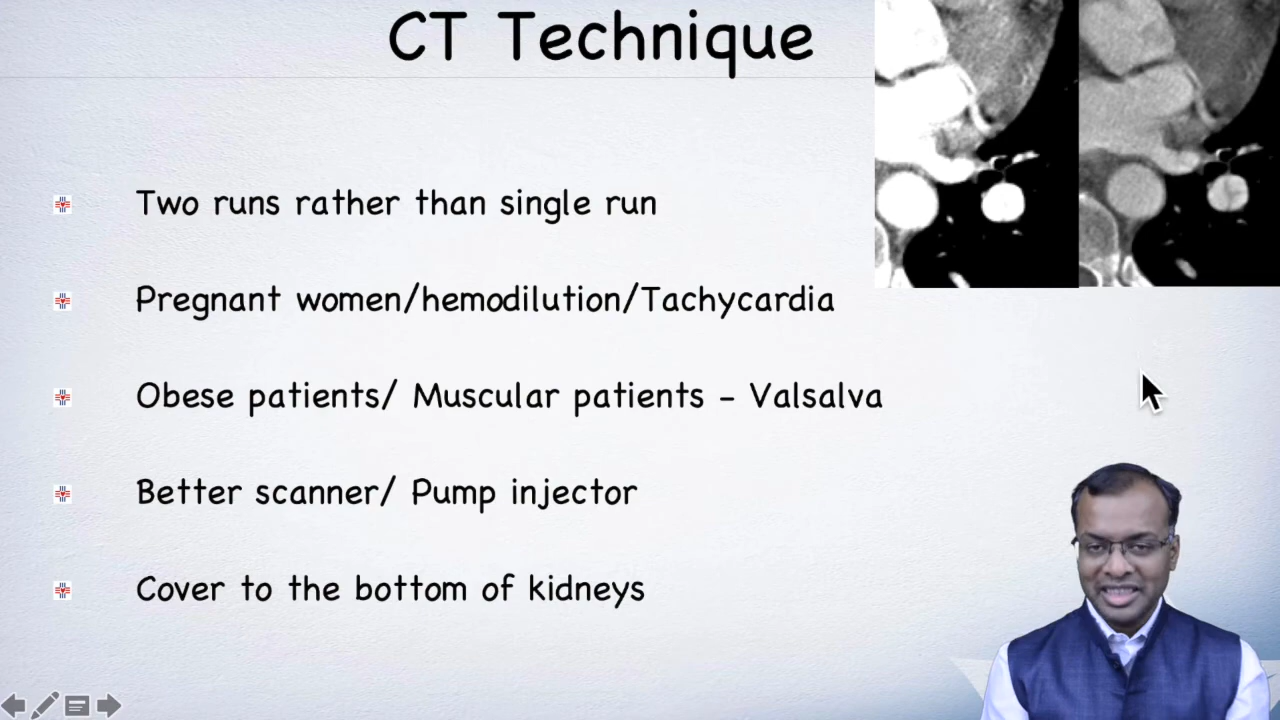 CT Technique
Two runs rather than single run
Pregnant women/hemodilution/Tachycardia
Obese patients/ Muscular patients - Valsalva
Better scanner/ Pump injector
Cover to the bottom of kidneys